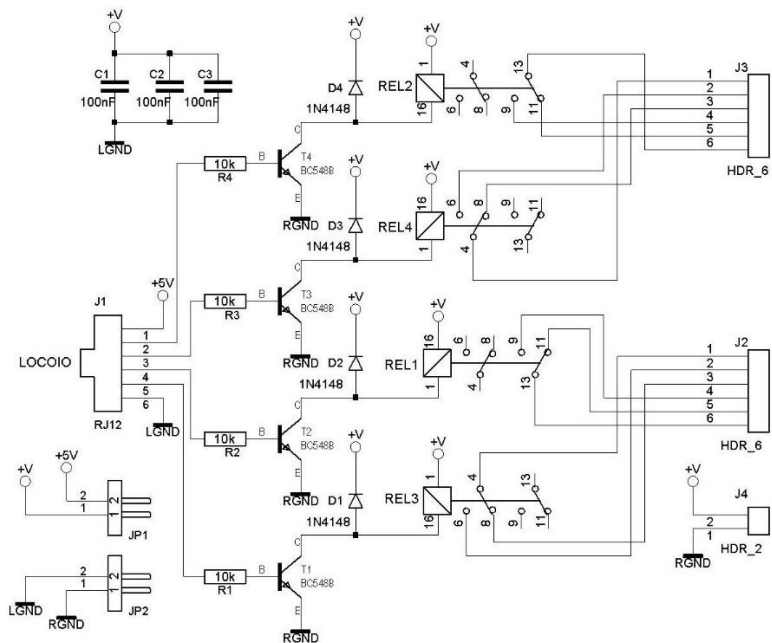 +V
C1
C2
C3
100nF
100nF
100nF
LGND
+V
+V
D4
1N4148
REL2
1
16
4
6
8
9
13
11
J3
1
2
3
4
5
6
HDR_6
C
B
E
10k
R4
T4
BC548B
RGND
+V
+V
D3
1N4148
REL4
16
1
6
8
9
11
4
13
+5V
J1
LOCOIO
1
2
3
4
5
6
RJ12
LGND
C
B
E
10k
R3
T3
BC548B
RGND
+V
+V
D2
1N4148
REL1
16
1
6
8
9
11
4
13
J2
1
2
3
4
5
6
HDR_6
C
B
E
10k
R2
T2
BC548B
RGND
+V
+V
D1
1N4148
REL3
1
16
4
6
8
9
13
11
+V
J4
2
1
HDR_2
RGND
+V
+5V
2
1
2
1
JP1
2
1
2
1
JP2
LGND
RGND
C
B
E
10k
R1
T1
BC548B
RGND